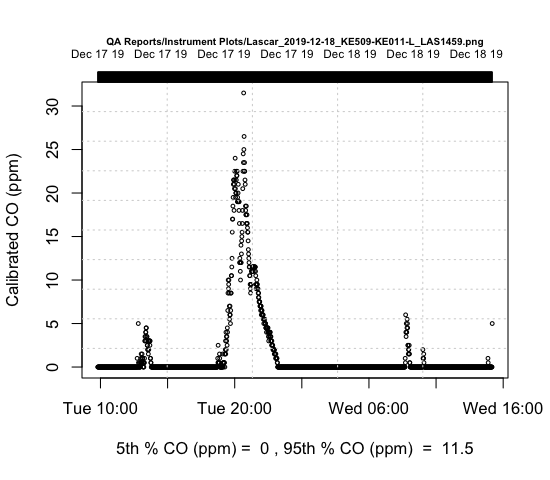 QA Reports/Instrument Plots/Lascar_2019-12-18_KE509-KE011-L_LAS1459.png
Dec 17 19 Dec 17 19 Dec 17 19 Dec 17 19 Dec 18 19 Dec 18 19 Dec 18 19
Calibrated CO (ppm)
30
25
20
15
10
5
0
Tue 10:00 Tue 20:00 Wed 06:00 Wed 16:00
5th % CO (ppm) = 0 , 95th % CO (ppm) = 11.5